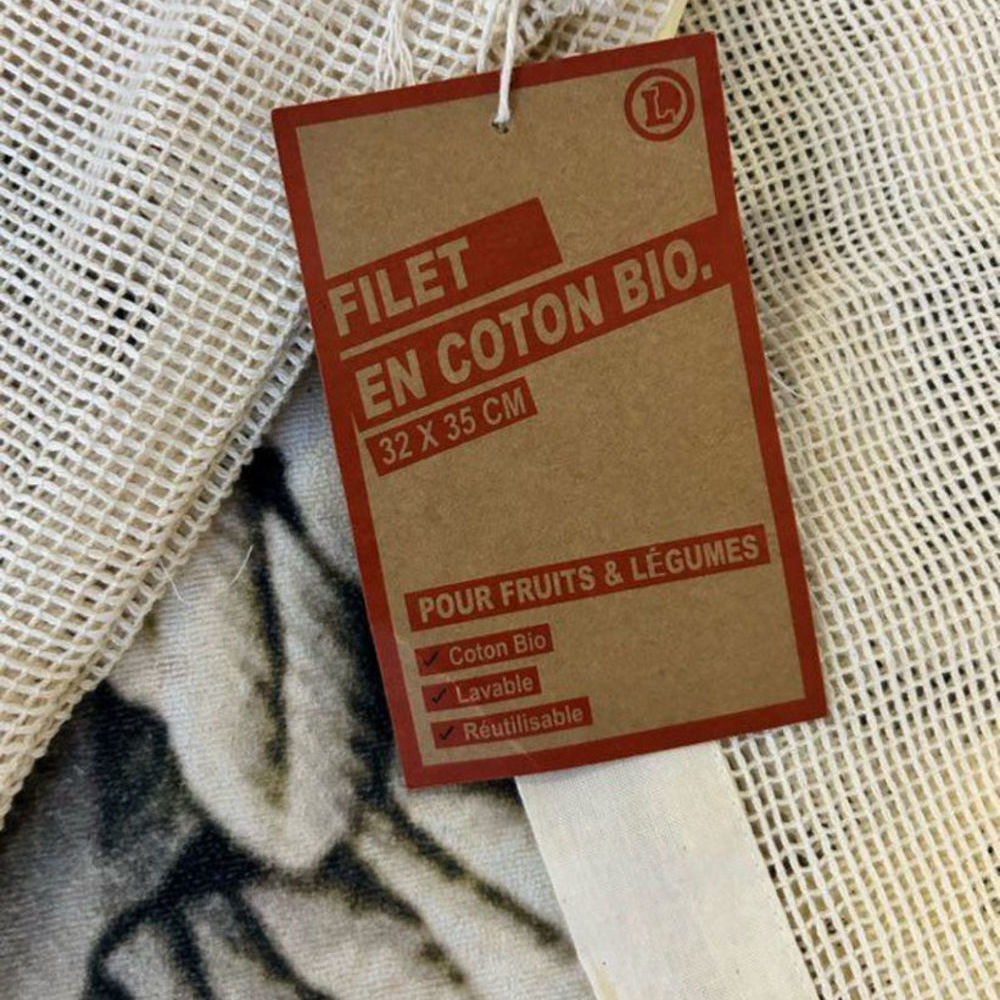 L
FILET
EN COTON BIO.
32 X 35 CM
POUR FRUITS & LÉGUMES
✓ Coton Bio
✓ Lavable
✓ Réutilisable